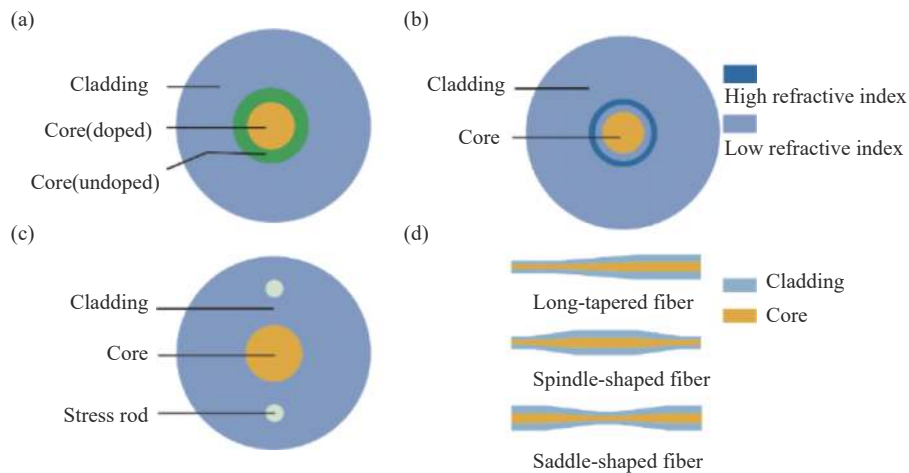 (a)
Cladding
Core(doped)
Core(undoped)
(b)
Cladding
Core
High refractive index
Low refractive index
(c)
Cladding
Core
Stress rod
(d)
Long-tapered fiber
Spindle-shaped fiber
Saddle-shaped fiber
Cladding
Core